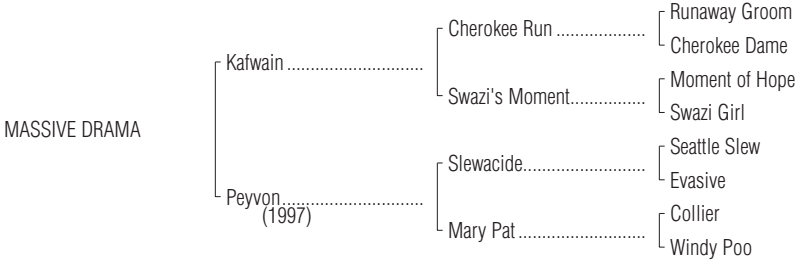 Runaway Groom
Cherokee Run ....................
Cherokee Dame
Kafwain ..............................
Moment of Hope
Swazi's Moment.................
Swazi Girl
MASSIVE DRAMA
Seattle Slew
Slewacide...........................
Evasive
Peyvon...............................
(1997)
Collier
Mary Pat ............................
Windy Poo